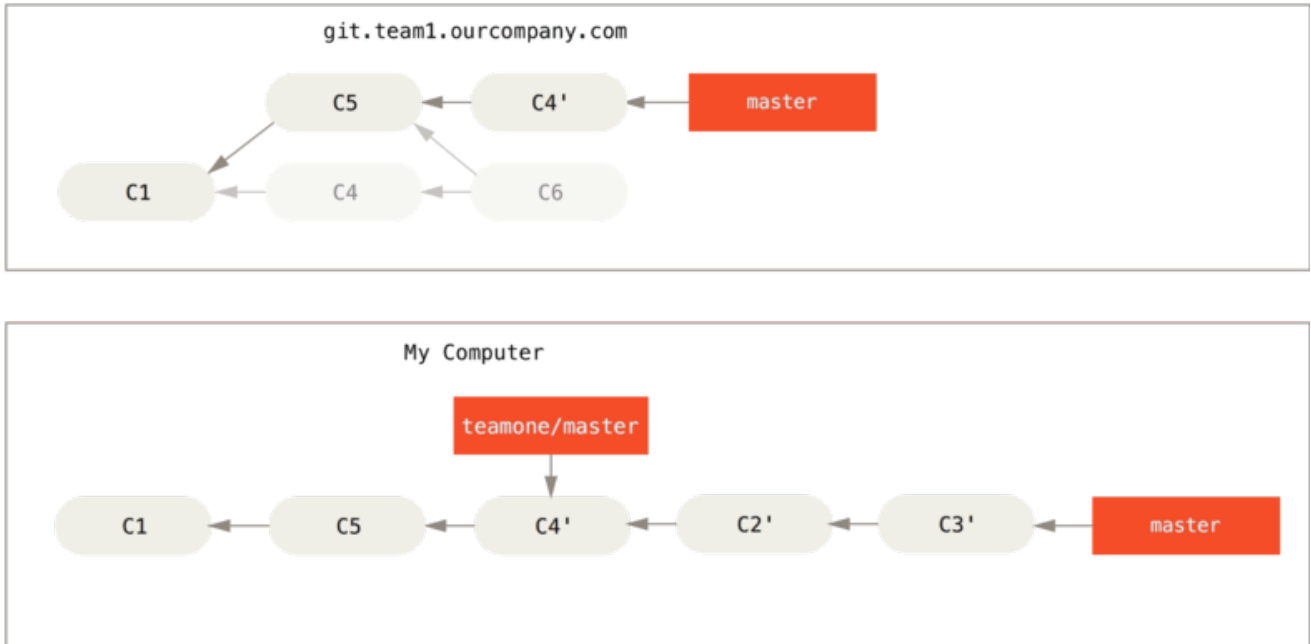 git.team1.ourcompany.com
C5 C4' master
C1 C4 C6
My Computer
teamone/master
C1 C5 C4' C2' C3' master